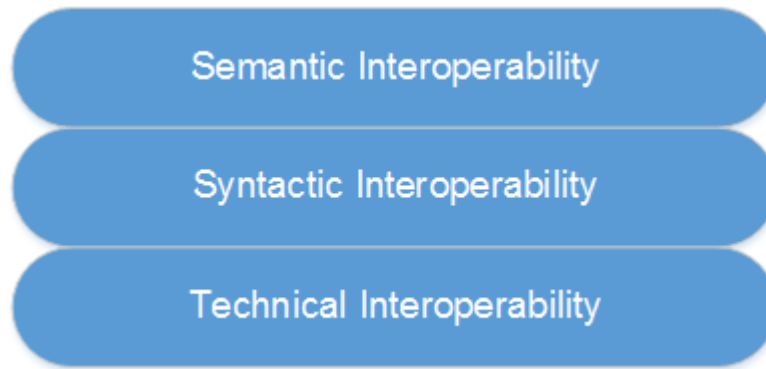 Semantic Interoperability
Syntactic Interoperability
Technical Interoperability